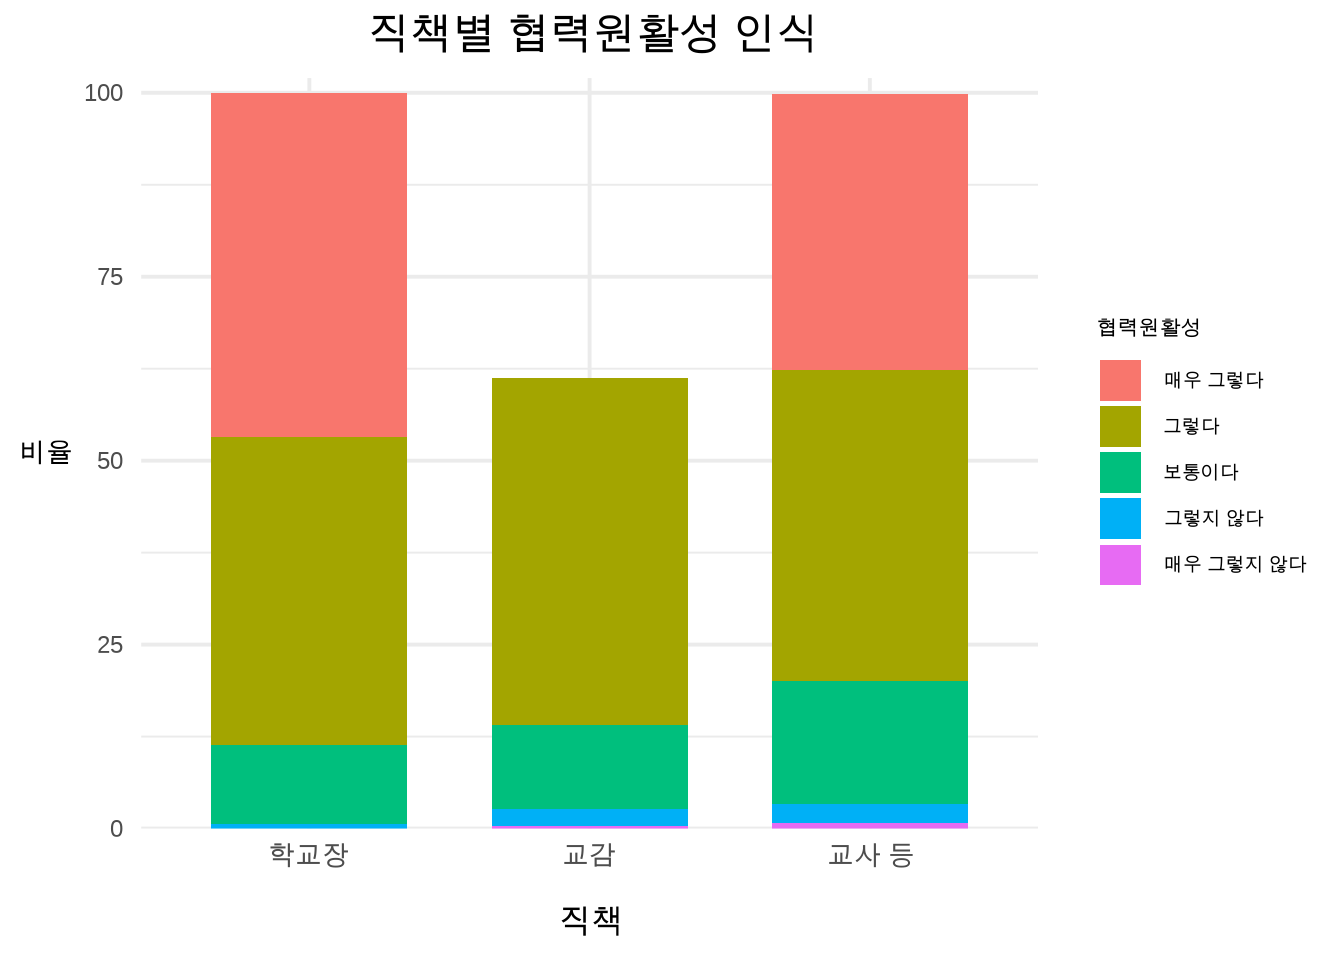 직책별 협력원활성 인식
100
75
50
25
0
비율
학교장 교감 교사 등
직책
협력원활성
매우 그렇다
그렇다
보통이다
그렇지 않다
매우 그렇지 않다